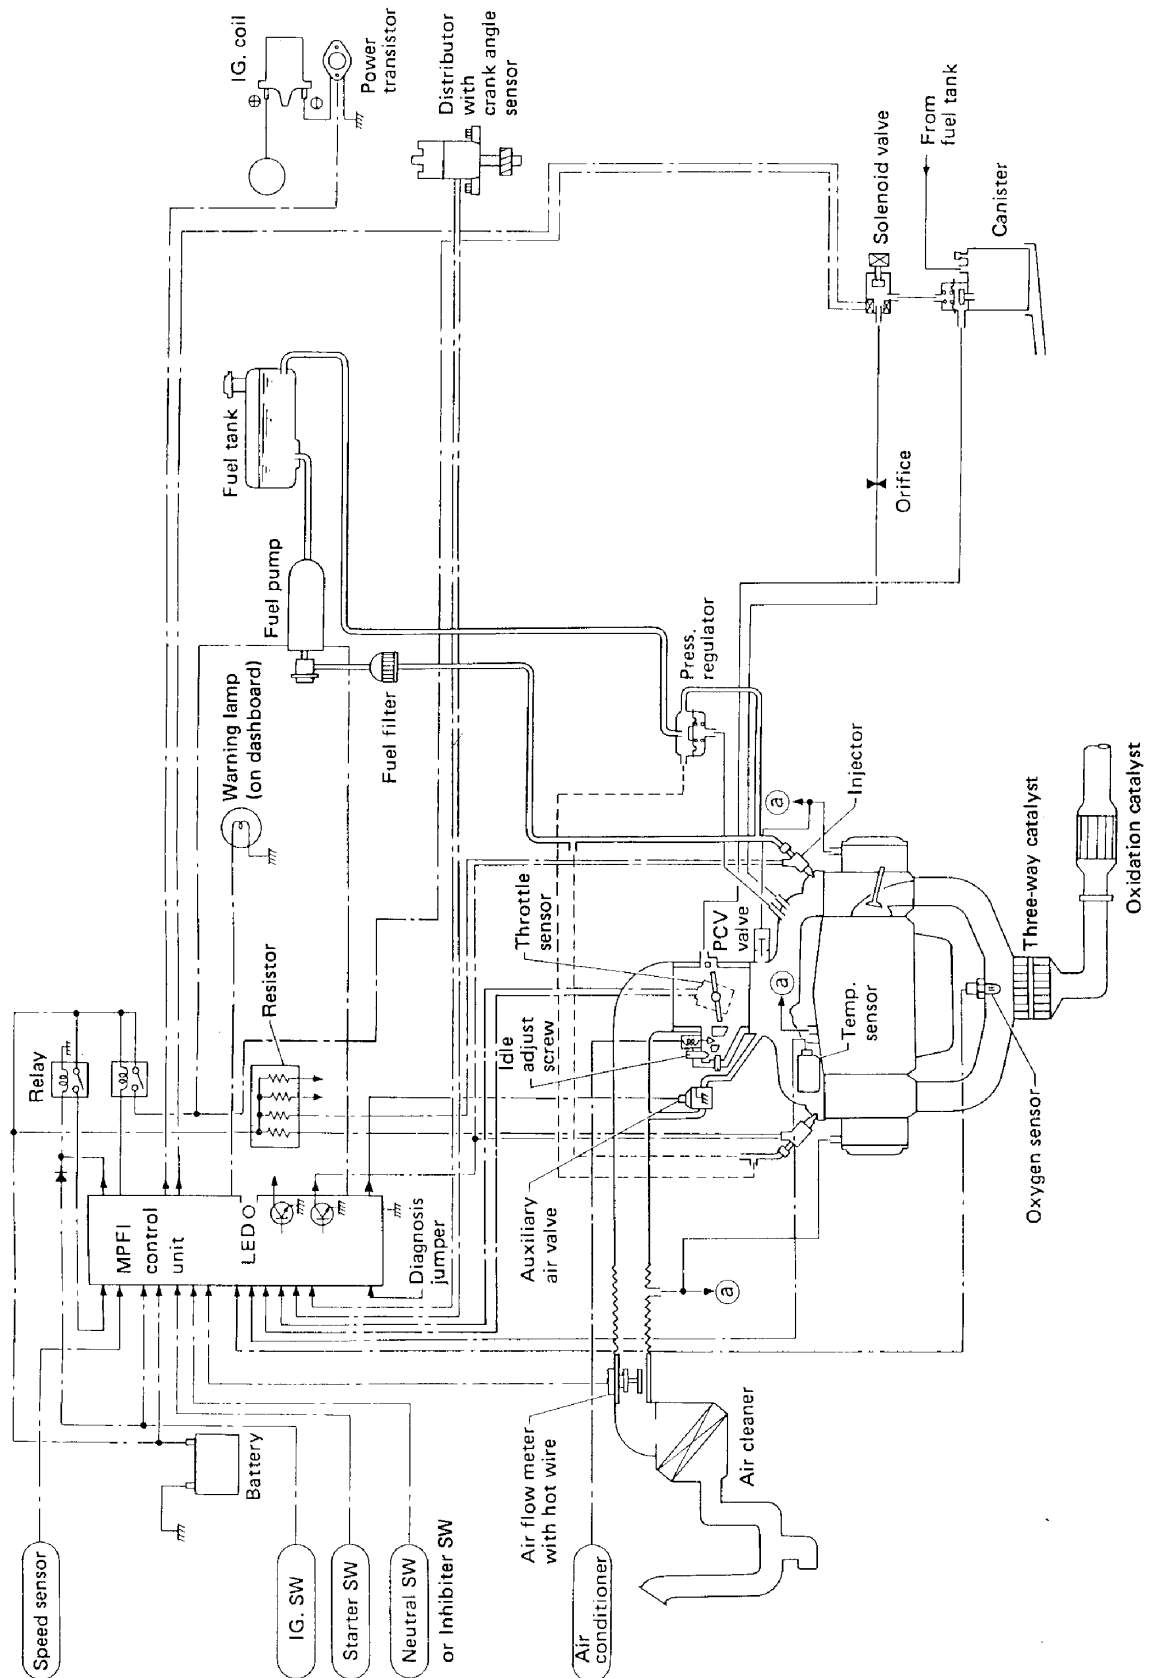 Speed sensor
Battery
IG. SW
Starter SW
Neutral SW
or Inhibiter SW
Air flow meter
with hot wire
Air
conditioner
Air cleaner
MPFI
control
unit
LED
Diagnosis
jumper
Relay
Resistor
Warning lamp
(on dashboard)
Auxiliary
air valve
Idle
adjust
screw
Throttle
sensor
PCV
valve
a
a
a
Temp.
sensor
Oxygen sensor
Three-way catalyst
Oxidation catalyst
Injector
Press.
regulator
Fuel filter
Fuel pump
Fuel tank
IG. coil
⊕
⊖
Power
transistor
Distributor
with
crank angle
sensor
Orifice
Solenoid valve
From
fuel tank
Canister